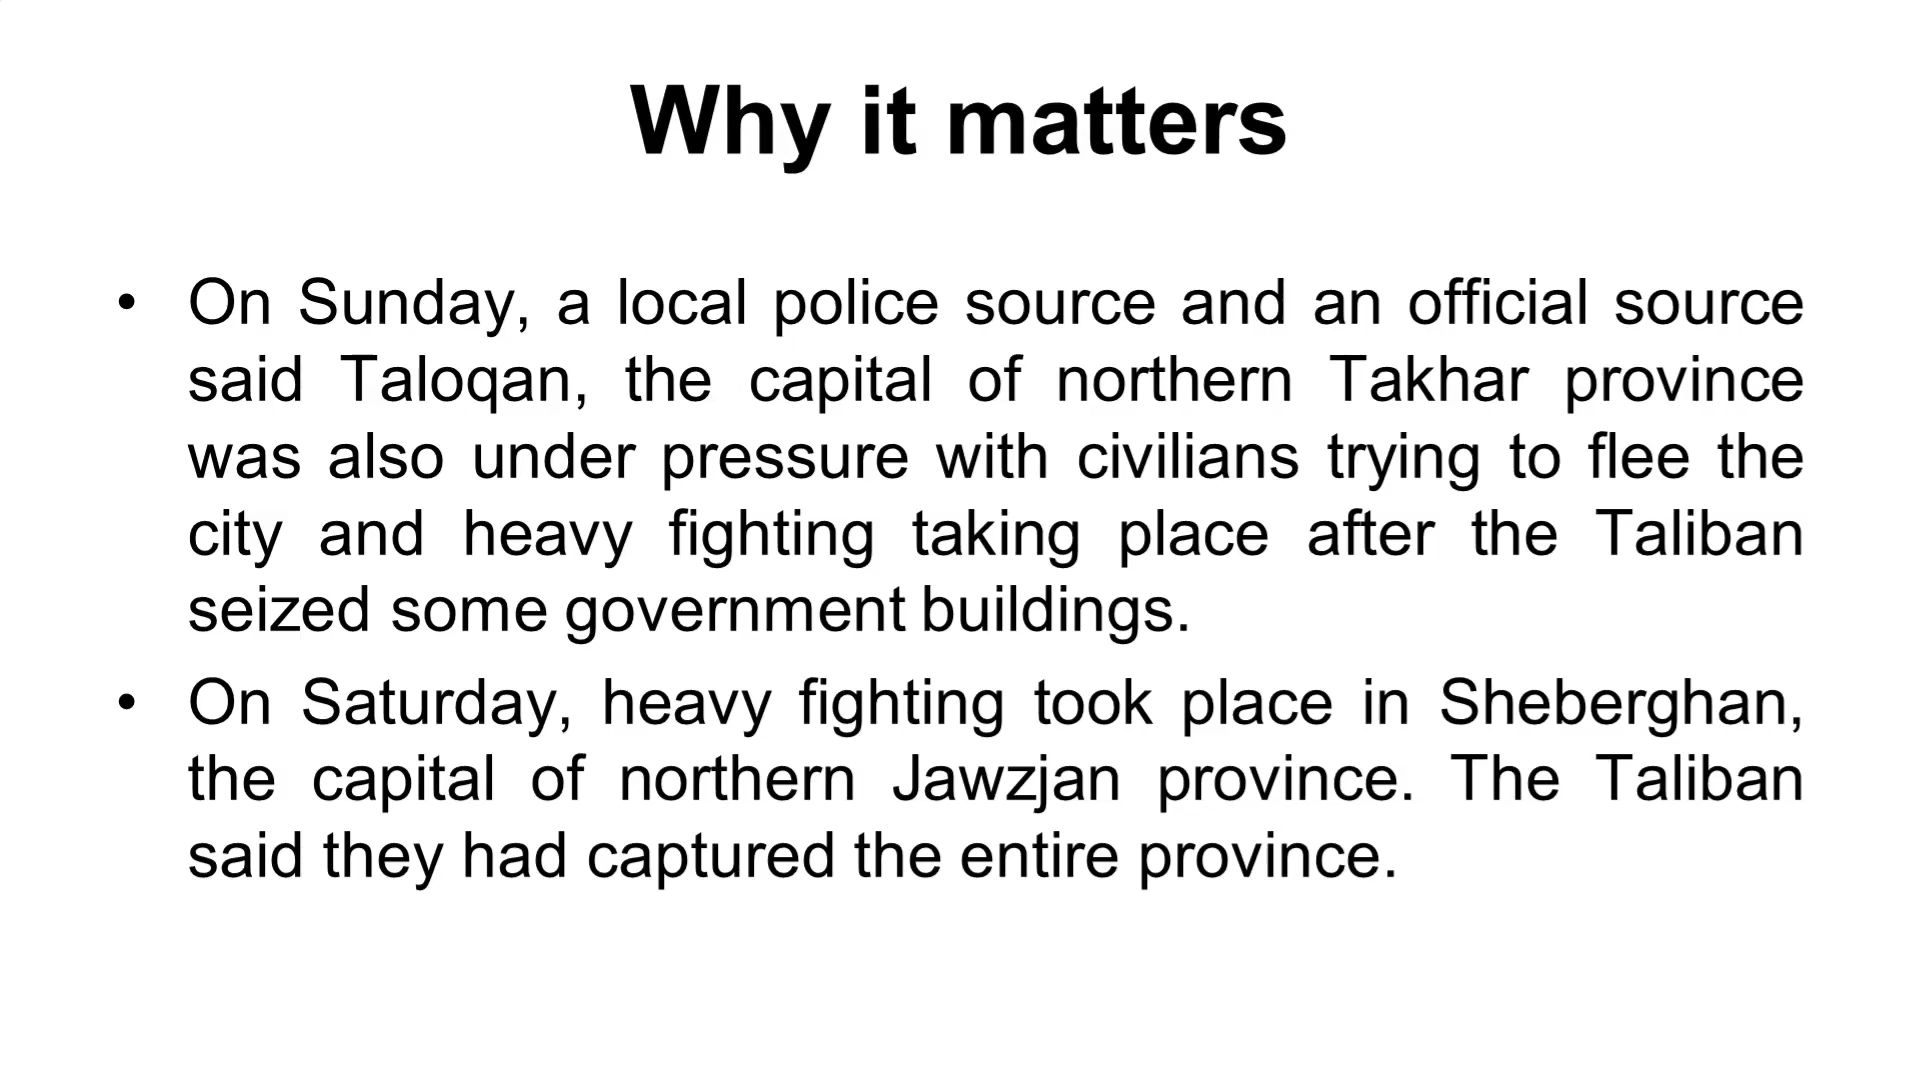 Why it matters
• On Sunday, a local police source and an official source
said Taloqan, the capital of northern Takhar province
was also under pressure with civilians trying to flee the
city and heavy fighting taking place after the Taliban
seized some government buildings.
• On Saturday, heavy fighting took place in Sheberghan,
the capital of northern Jawzjan province. The Taliban
said they had captured the entire province.